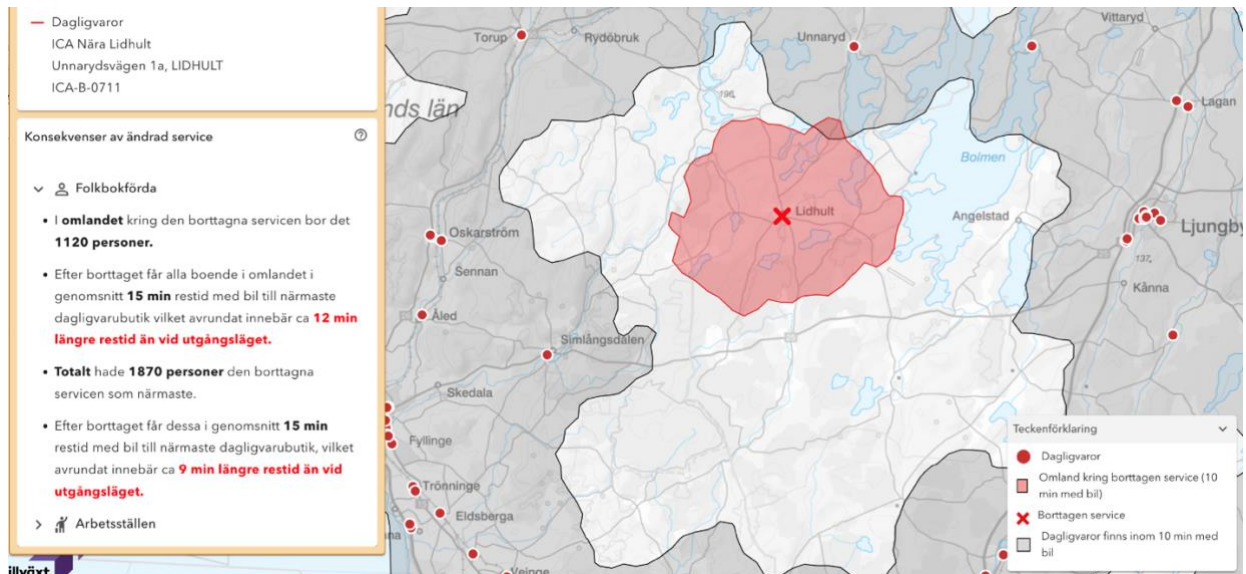 Dagligvaror
ICA Nära Lidhult
Unnarydsvägen 1a, LIDHULT
ICA-B-0711
Konsekvenser av ändrad service
Folkbokförda
• I omlandet kring den borttagna servicen bor det
1120 personer.
• Efter borttaget får alla boende i omlandet i
genomsnitt 15 min restid med bil till närmaste
dagligvarubutik vilket avrundat innebär ca 12 min
längre restid än vid utgångsläget.
• Totalt hade 1870 personer den borttagna
servicen som närmaste.
• Efter borttaget får dessa i genomsnitt 15 min
restid med bil till närmaste dagligvarubutik, vilket
avrundat innebär ca 9 min längre restid än vid
utgångsläget.
Arbetsställen
illväxt
nds län
Torup
Rydöbruk
Unnaryd
Vittaryd
Lagan
196
Bolmen
Lidhult
Angelstad
Ljungby
137
Kånna
Oskarström
Sennan
Åled
Simlångsdalen
Skedala
Fyllinge
Trönninge
Eldsberga
na
Veinge
Teckenförklaring
Dagligvaror
Omland kring borttagen service (10
min med bil)
Borttagen service
Dagligvaror finns inom 10 min med
bil